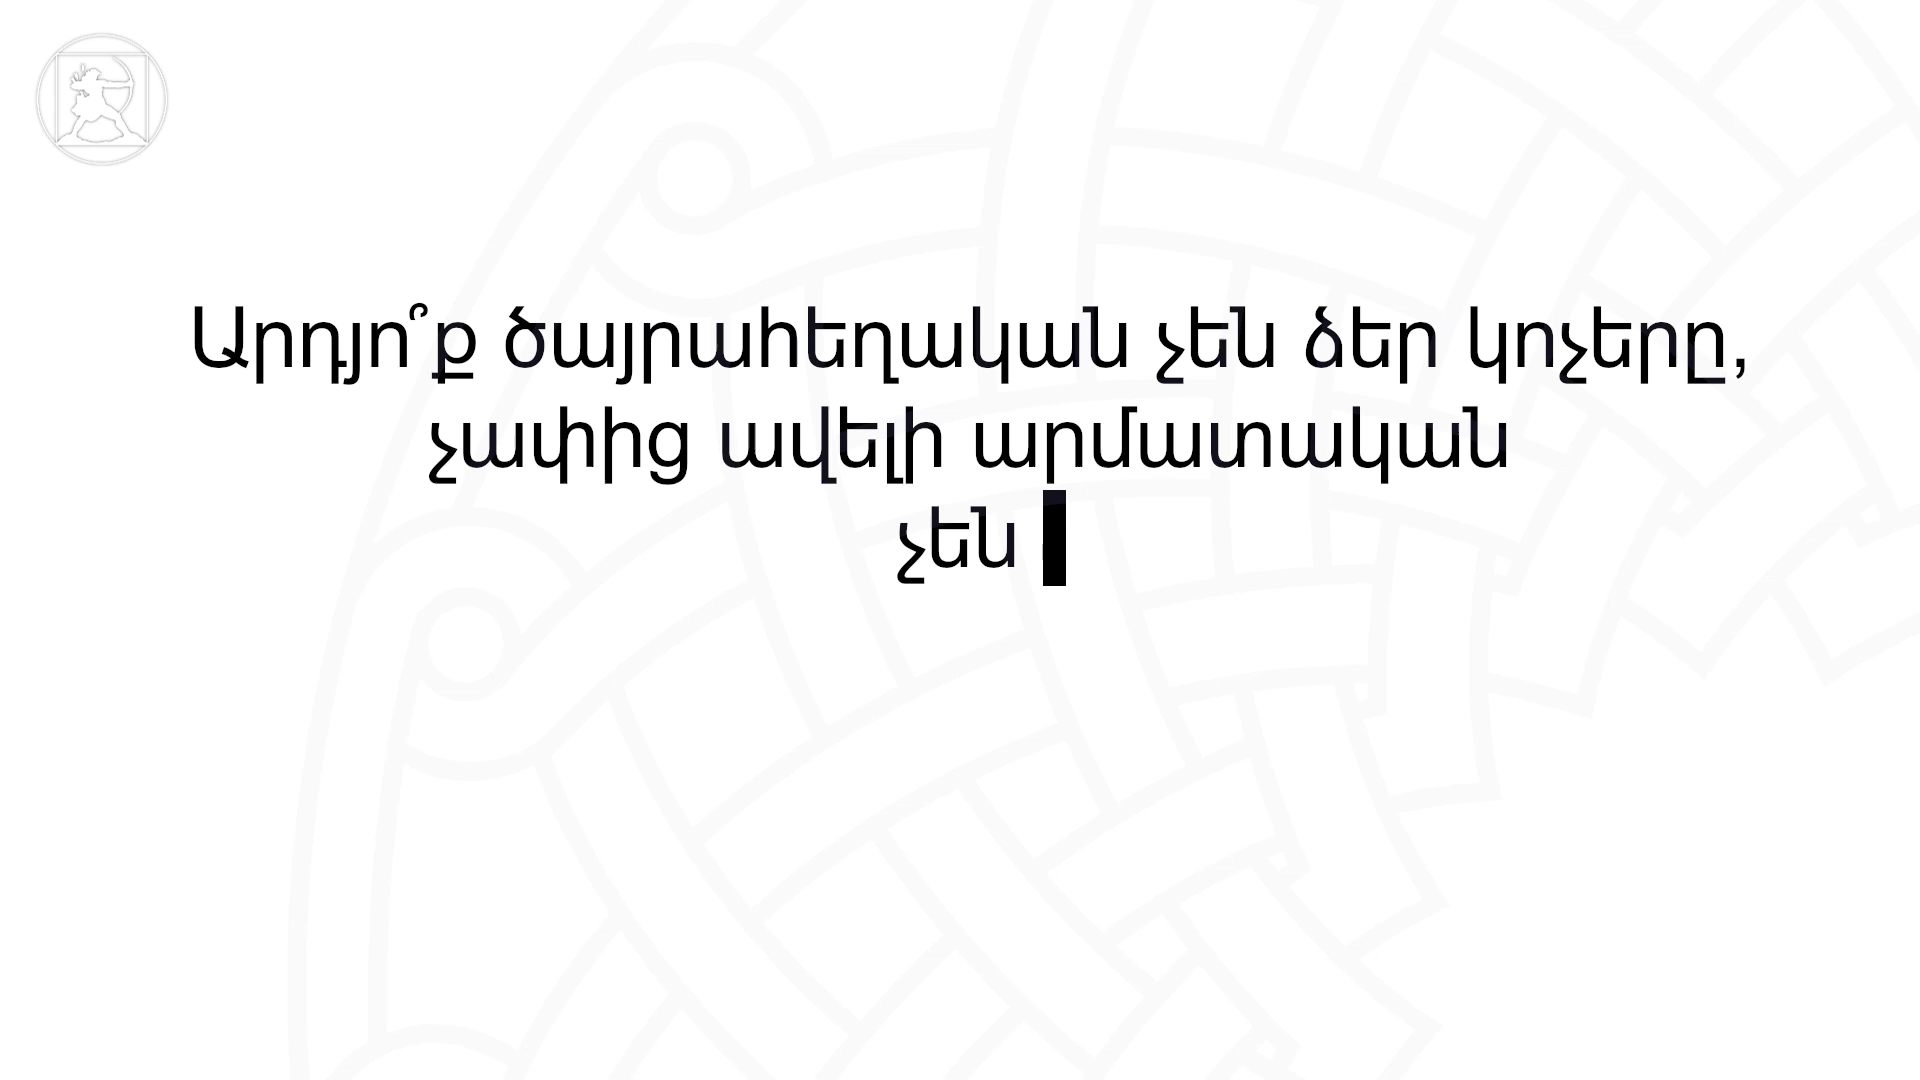 Արդյո՞ք ծայրահեղական չեն ձեր կոչերը,
չափից ավելի արմատական
չեն